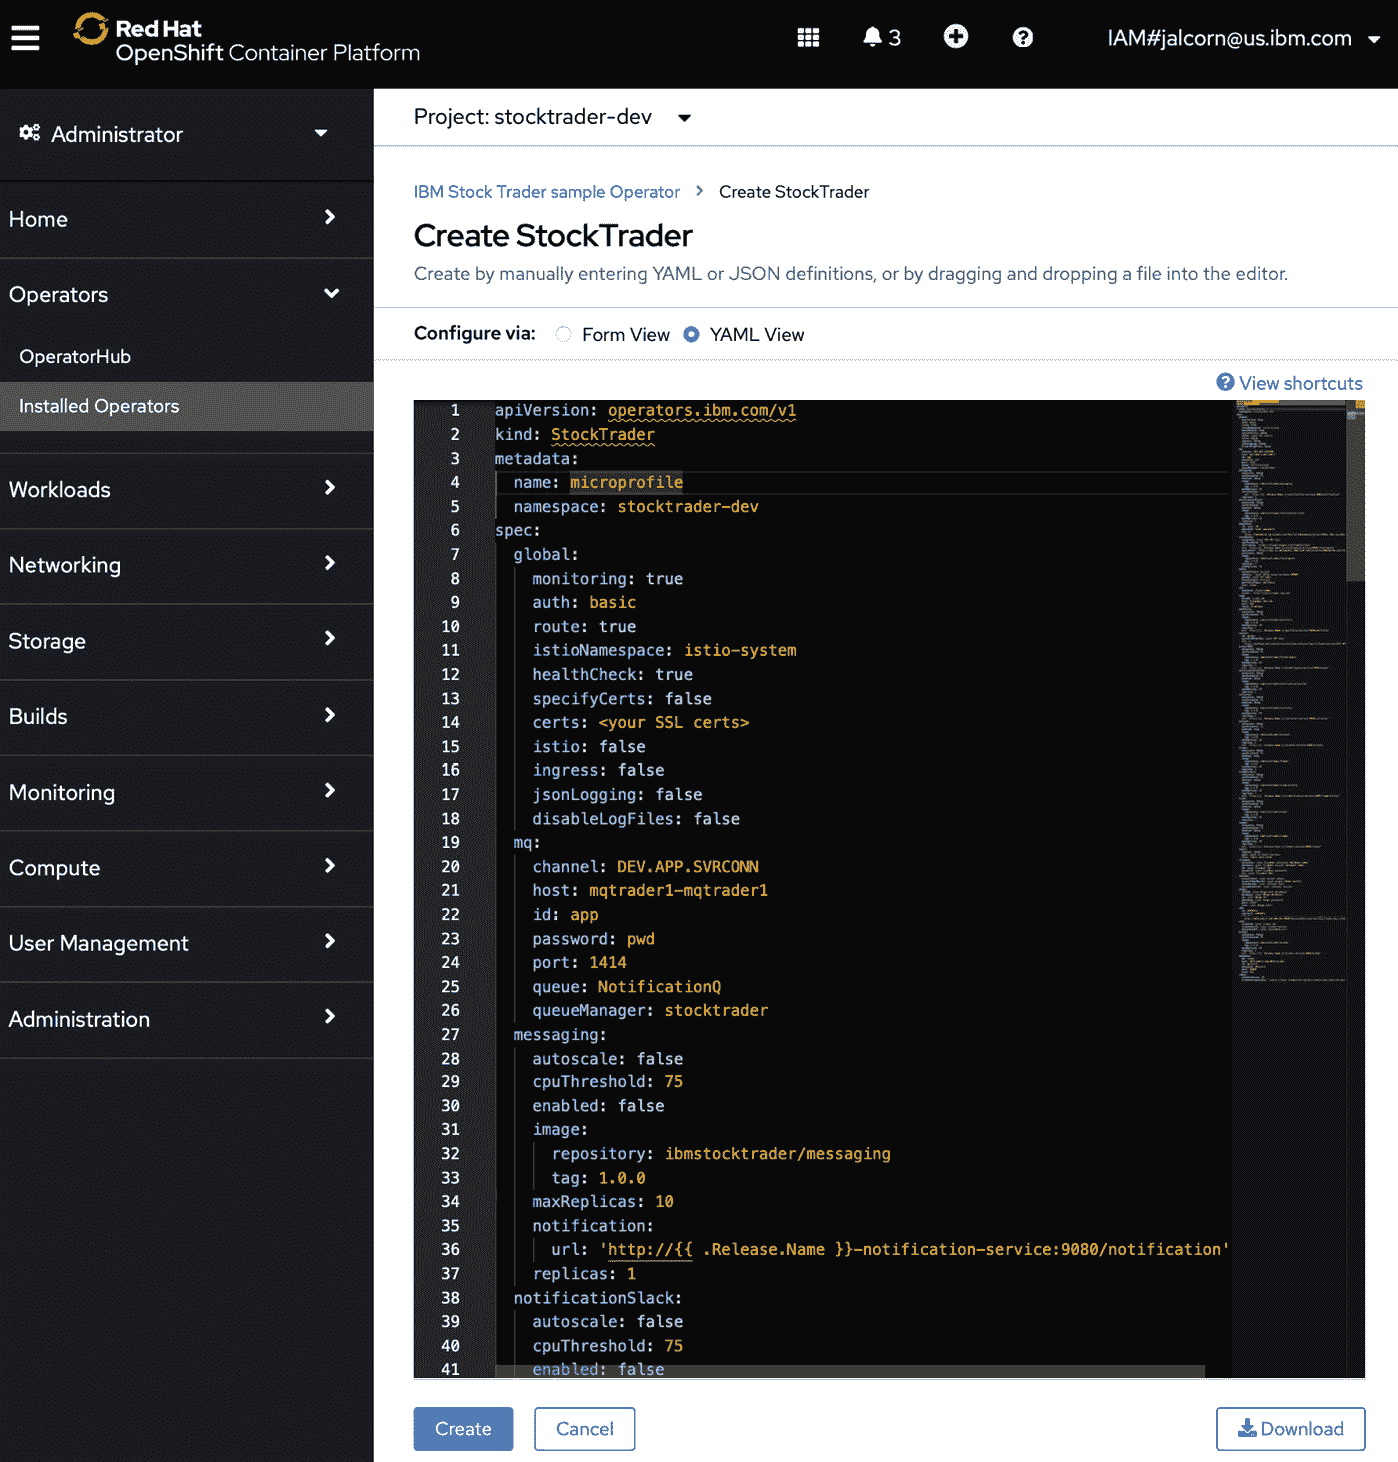 Red Hat
OpenShift Container Platform
3
IAM#jalcorn@us.ibm.com
Administrator
Home
Operators
OperatorHub
Installed Operators
Workloads
Networking
Storage
Builds
Monitoring
Compute
User Management
Administration
Project: stocktrader-dev
IBM Stock Trader sample Operator > Create StockTrader
Create StockTrader
Create by manually entering YAML or JSON definitions, or by dragging and dropping a file into the editor.
Configure via: Form View YAML View
View shortcuts
1 apiVersion: operators.ibm.com/v1
2 kind: StockTrader
3 metadata:
4 name: microprofile
5 namespace: stocktrader-dev
6 spec:
7 global:
8 monitoring: true
9 auth: basic
10 route: true
11 istioNamespace: istio-system
12 healthCheck: true
13 specifyCerts: false
14 certs: <your SSL certs>
15 istio: false
16 ingress: false
17 jsonLogging: false
18 disableLogFiles: false
19 mq:
20 channel: DEV.APP.SVRCONN
21 host: mqtrader1-mqtrader1
22 id: app
23 password: pwd
24 port: 1414
25 queue: NotificationQ
26 queueManager: stocktrader
27 messaging:
28 autoscale: false
29 cpuThreshold: 75
30 enabled: false
31 image:
32 repository: ibmstocktrader/messaging
33 tag: 1.0.0
34 maxReplicas: 10
35 notification:
36 url: 'http://{{ .Release.Name }}-notification-service:9080/notification'
37 replicas: 1
38 notificationSlack:
39 autoscale: false
40 cpuThreshold: 75
41 enabled: false
Create
Cancel
Download